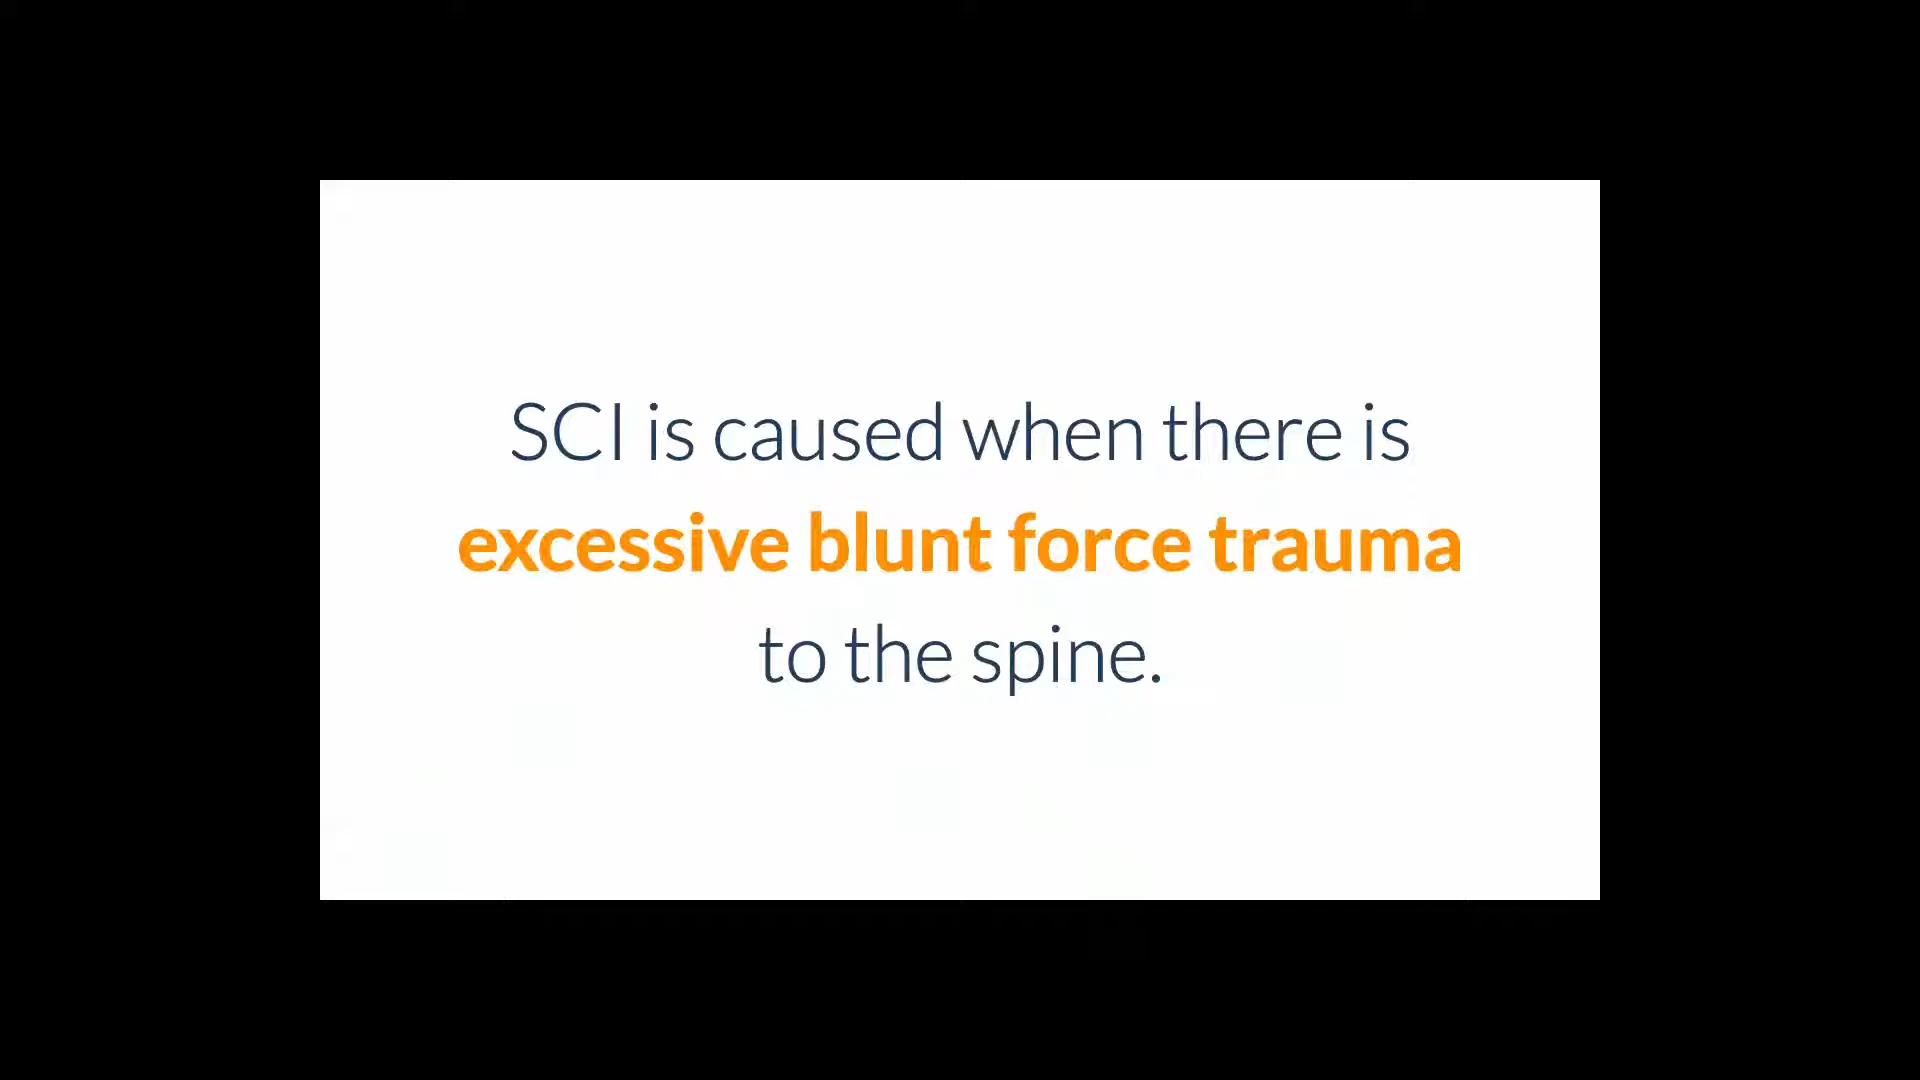 SCI is caused when there is
excessive blunt force trauma
to the spine.